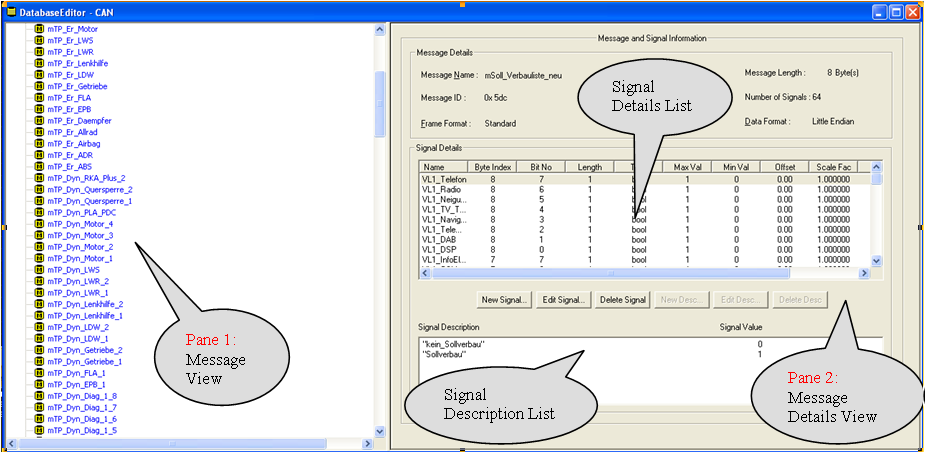 DatabaseEditor - CAN
mTP_Er_Motor
mTP_Er_LWS
mTP_Er_LWR
mTP_Er_Lenkhilfe
mTP_Er_LDW
mTP_Er_Getriebe
mTP_Er_FLA
mTP_Er_EPB
mTP_Er_Daempfer
mTP_Er_Allrad
mTP_Er_Airbag
mTP_Er_ADR
mTP_Er_ABS
mTP_Dyn_RKA_Plus_2
mTP_Dyn_Quersperre_2
mTP_Dyn_Quersperre_1
mTP_Dyn_PLA_PDC
mTP_Dyn_Motor_4
mTP_Dyn_Motor_3
mTP_Dyn_Motor_2
mTP_Dyn_Motor_1
mTP_Dyn_LWS
mTP_Dyn_LWR_2
mTP_Dyn_LWR_1
mTP_Dyn_Lenkhilfe_2
mTP_Dyn_Lenkhilfe_1
mTP_Dyn_LDW_2
mTP_Dyn_LDW_1
mTP_Dyn_Getriebe_2
mTP_Dyn_Getriebe_1
mTP_Dyn_FLA_1
mTP_Dyn_EPB_1
mTP_Dyn_Diag_1_8
mTP_Dyn_Diag_1_7
mTP_Dyn_Diag_1_6
mTP_Dyn_Diag_1_5
Pane 1:
Message
View
Message and Signal Information
Message Details
Message Name : mSoll_Verbauliste_neu
Message Length : 8 Byte(s)
Message ID : 0x 5dc
Number of Signals : 64
Frame Format : Standard
Data Format : Little Endian
Signal
Details List
Signal Details
Name Byte Index Bit No Length Max Val Min Val Offset Scale Fac
VL1_Telefon 8 7 1 bool 1 0 0.00 1.000000
VL1_Radio 8 6 1 bool 1 0 0.00 1.000000
VL1_Neigu... 8 5 1 bool 1 0 0.00 1.000000
VL1_TV_T... 8 4 1 bool 1 0 0.00 1.000000
VL1_Navig... 8 3 1 bool 1 0 0.00 1.000000
VL1_Tele... 8 2 1 bool 1 0 0.00 1.000000
VL1_DAB 8 1 1 bool 1 0 0.00 1.000000
VL1_DSP 8 0 1 bool 1 0 0.00 1.000000
VL1_InfoEl... 7 7 1 bool 1 0 0.00 1.000000
New Signal... Edit Signal... Delete Signal New Desc... Edit Desc... Delete Desc
Signal Description Signal Value
"kein_Sollverbau" 0
"Sollverbau" 1
Signal
Description List
Pane 2:
Message
Details View